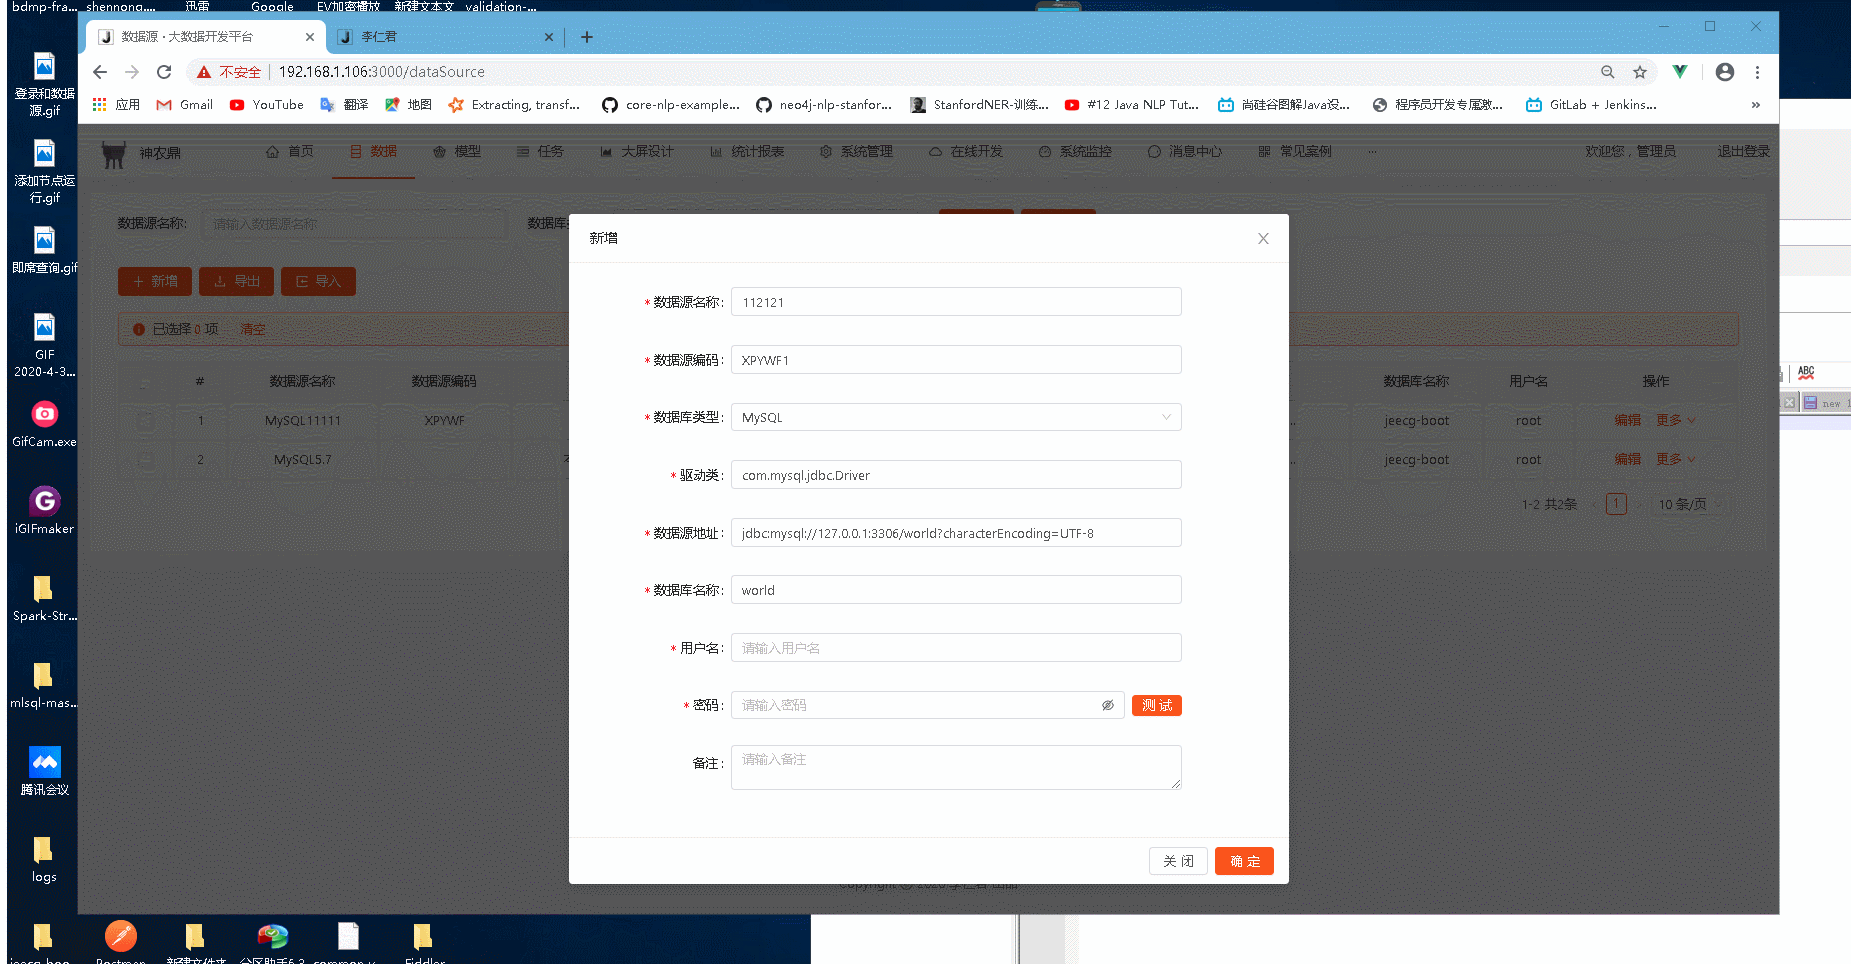 bdmp-fra... shennong.... 迅雷 Google EV加密播放 新建文本文 validation-...
数据源 · 大数据开发平台
李仁君
不安全 192.168.1.106:3000/dataSource
应用 Gmail YouTube 翻译 地图 Extracting, transf... core-nlp-example... neo4j-nlp-stanfor... StanfordNER-训练... #12 Java NLP Tut... 尚硅谷图解Java设... 程序员开发专属激... GitLab + Jenkins... »
神农鼎 首页 数据 模型 任务 大屏设计 统计报表 系统管理 在线开发 系统监控 消息中心 常见案例 ... 欢迎您，管理员 退出登录
数据源名称: 请输入数据源名称
新增 导出 导入
已选择 0 项 清空
# 数据源名称 数据源编码 数据库名称 用户名 操作
1 MySQL11111 XPYWF jeecg-boot root 编辑 更多
2 MySQL5.7 jeecg-boot root 编辑 更多
1-2 共2条 1 10 条/页
新增
* 数据源名称: 112121
* 数据源编码: XPYWF1
* 数据库类型: MySQL
* 驱动类: com.mysql.jdbc.Driver
* 数据源地址: jdbc:mysql://127.0.0.1:3306/world?characterEncoding=UTF-8
* 数据库名称: world
* 用户名: 请输入用户名
* 密码: 请输入密码 测 试
备注: 请输入备注
关 闭 确 定
登录和数据
源.gif
添加节点运
行.gif
即席查询.gif
GIF
2020-4-3...
GifCam.exe
iGIFmaker
Spark-Str...
mlsql-mas...
腾讯会议
logs
Postman 新建文件夹 common-v Fiddler
ABC
new 1